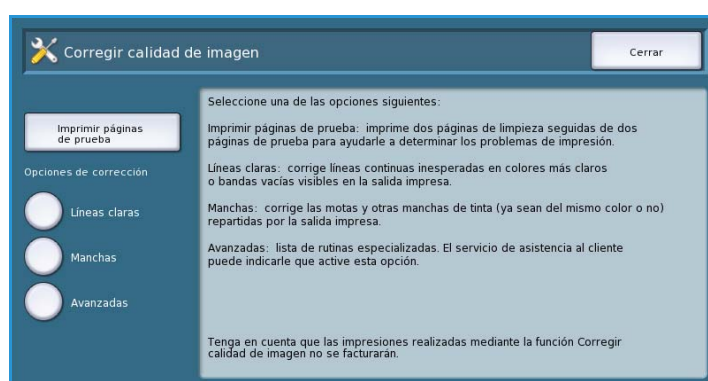 Corregir calidad de imagen
Cerrar
Imprimir páginas
de prueba
Opciones de corrección
Líneas claras
Manchas
Avanzadas
Seleccione una de las opciones siguientes:
Imprimir páginas de prueba: imprime dos páginas de limpieza seguidas de dos
páginas de prueba para ayudarle a determinar los problemas de impresión.
Líneas claras: corrige líneas continuas inesperadas en colores más claros
o bandas vacías visibles en la salida impresa.
Manchas: corrige las motas y otras manchas de tinta (ya sean del mismo color o no)
repartidas por la salida impresa.
Avanzadas: lista de rutinas especializadas. El servicio de asistencia al cliente
puede indicarle que active esta opción.
Tenga en cuenta que las impresiones realizadas mediante la función Corregir
calidad de imagen no se facturarán.